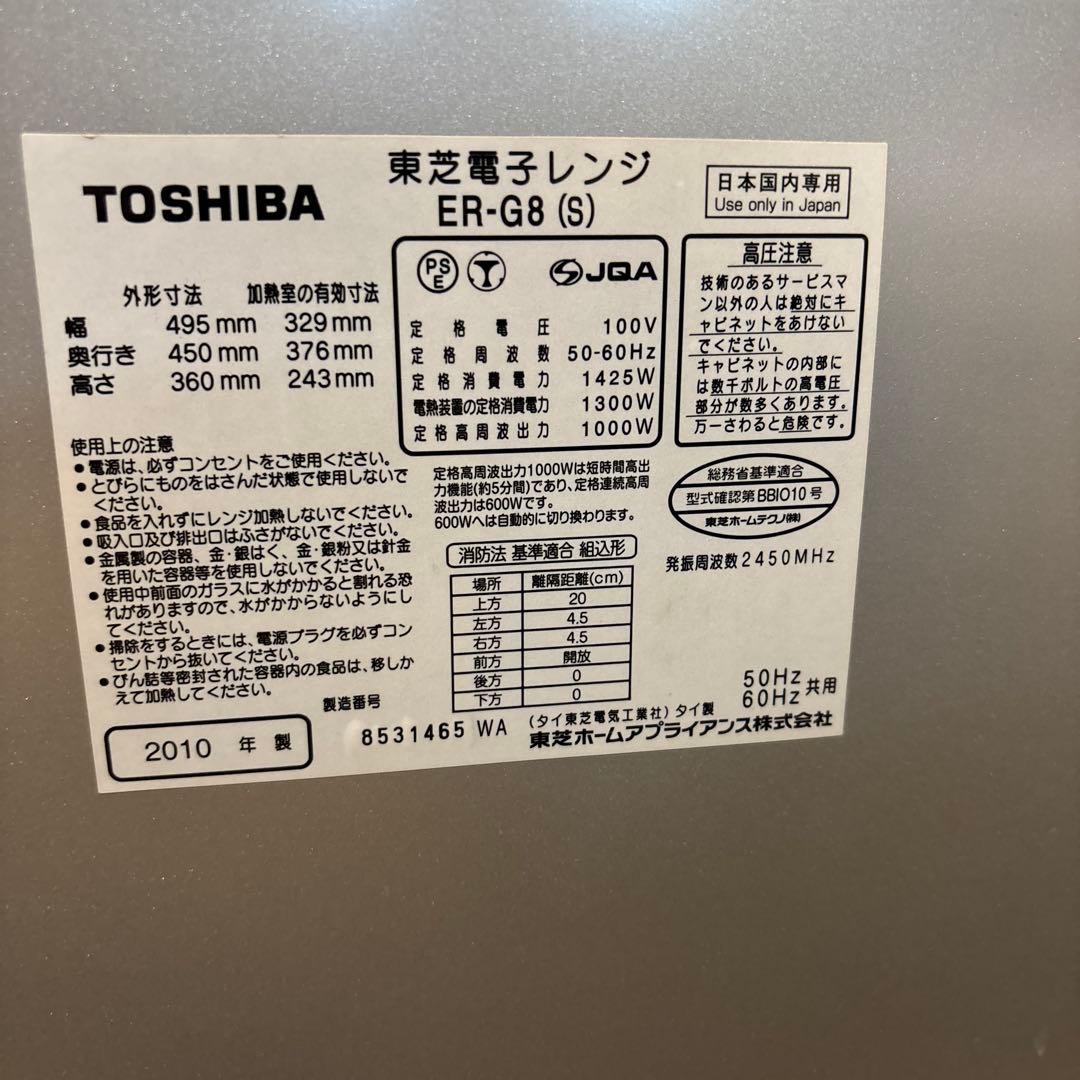 TOSHIBA
東芝電子レンジ
ER-G8 (S)
日本国内専用
Use only in Japan
外形寸法 加熱室の有効寸法
幅 495mm 329mm
奥行き 450mm 376mm
高さ 360mm 243mm
PS
E
JQA
定格電圧 100V
定格周波数 50-60Hz
定格消費電力 1425W
電熱装置の定格消費電力 1300W
定格高周波出力 1000W
高圧注意
技術のあるサービスマ
ン以外の人は絶対にキ
ャビネットをあけない
でください。
キャビネットの内部に
は数千ボルトの高電圧
部分が数多くあります。
万一さわると危険です。
使用上の注意
●電源は、必ずコンセントをご使用ください。
●とびらにものをはさんだ状態で使用しないで
ください。
●食品を入れずにレンジ加熱しないでください。
●吸入口及び排出口はふさがないでください。
●金属製の容器、金・銀はく、金・銀粉又は針金
を用いた容器等を使用しないでください。
●使用中前面のガラスに水がかかると割れる恐
れがありますので、水がかからないようにし
てください。
●掃除をするときには、電源プラグを必ずコン
セントから抜いてください。
●びん詰等密封された容器内の食品は、移しか
えて加熱してください。
定格高周波出力1000Wは短時間高出
力機能(約5分間)であり、定格連続高周
波出力は600Wです。
600Wへは自動的に切り換わります。
消防法 基準適合 組込形
場所 離隔距離(cm)
上方 20
左方 4.5
右方 4.5
前方 開放
後方 0
下方 0
総務省基準適合
型式確認第BBI010号
東芝ホームテクノ(株)
発振周波数2450MHz
50Hz
60Hz 共用
製造番号
8531465 WA
(タイ東芝電気工業社)タイ製
東芝ホームアプライアンス株式会社
2010 年 製